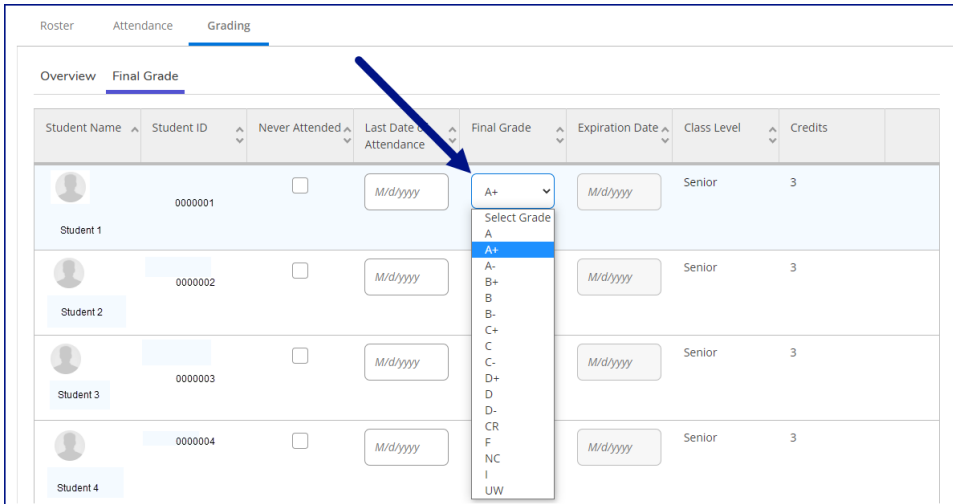 Roster Attendance Grading
Overview Final Grade
Student Name Student ID Never Attended Last Date of Attendance Final Grade Expiration Date Class Level Credits
0000001 M/d/yyyy A+ M/d/yyyy Senior 3
Student 1
Select Grade
A
A+
A-
B+
B
B-
C+
C
C-
D+
D
D-
CR
F
NC
I
UW
0000002 M/d/yyyy M/d/yyyy Senior 3
Student 2
0000003 M/d/yyyy M/d/yyyy Senior 3
Student 3
0000004 M/d/yyyy M/d/yyyy Senior 3
Student 4